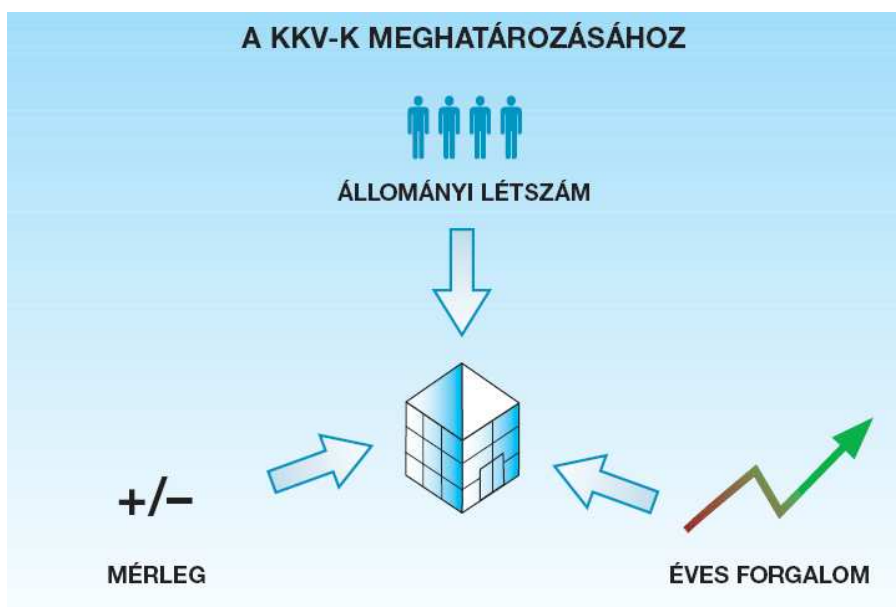 A KKV-K MEGHATÁROZÁSÁHOZ
ÁLLOMÁNYI LÉTSZÁM
+/–
MÉRLEG
ÉVES FORGALOM